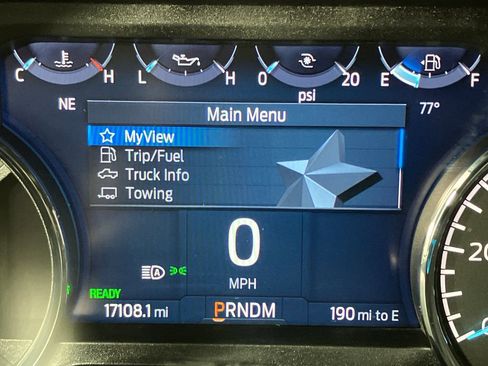 C H L H 0 20 E F
psi
NE 77°
Main Menu
MyView
Trip/Fuel
Truck Info
Towing
0
MPH
A
READY
17108.1 mi PRNDM 190 mi to E
20